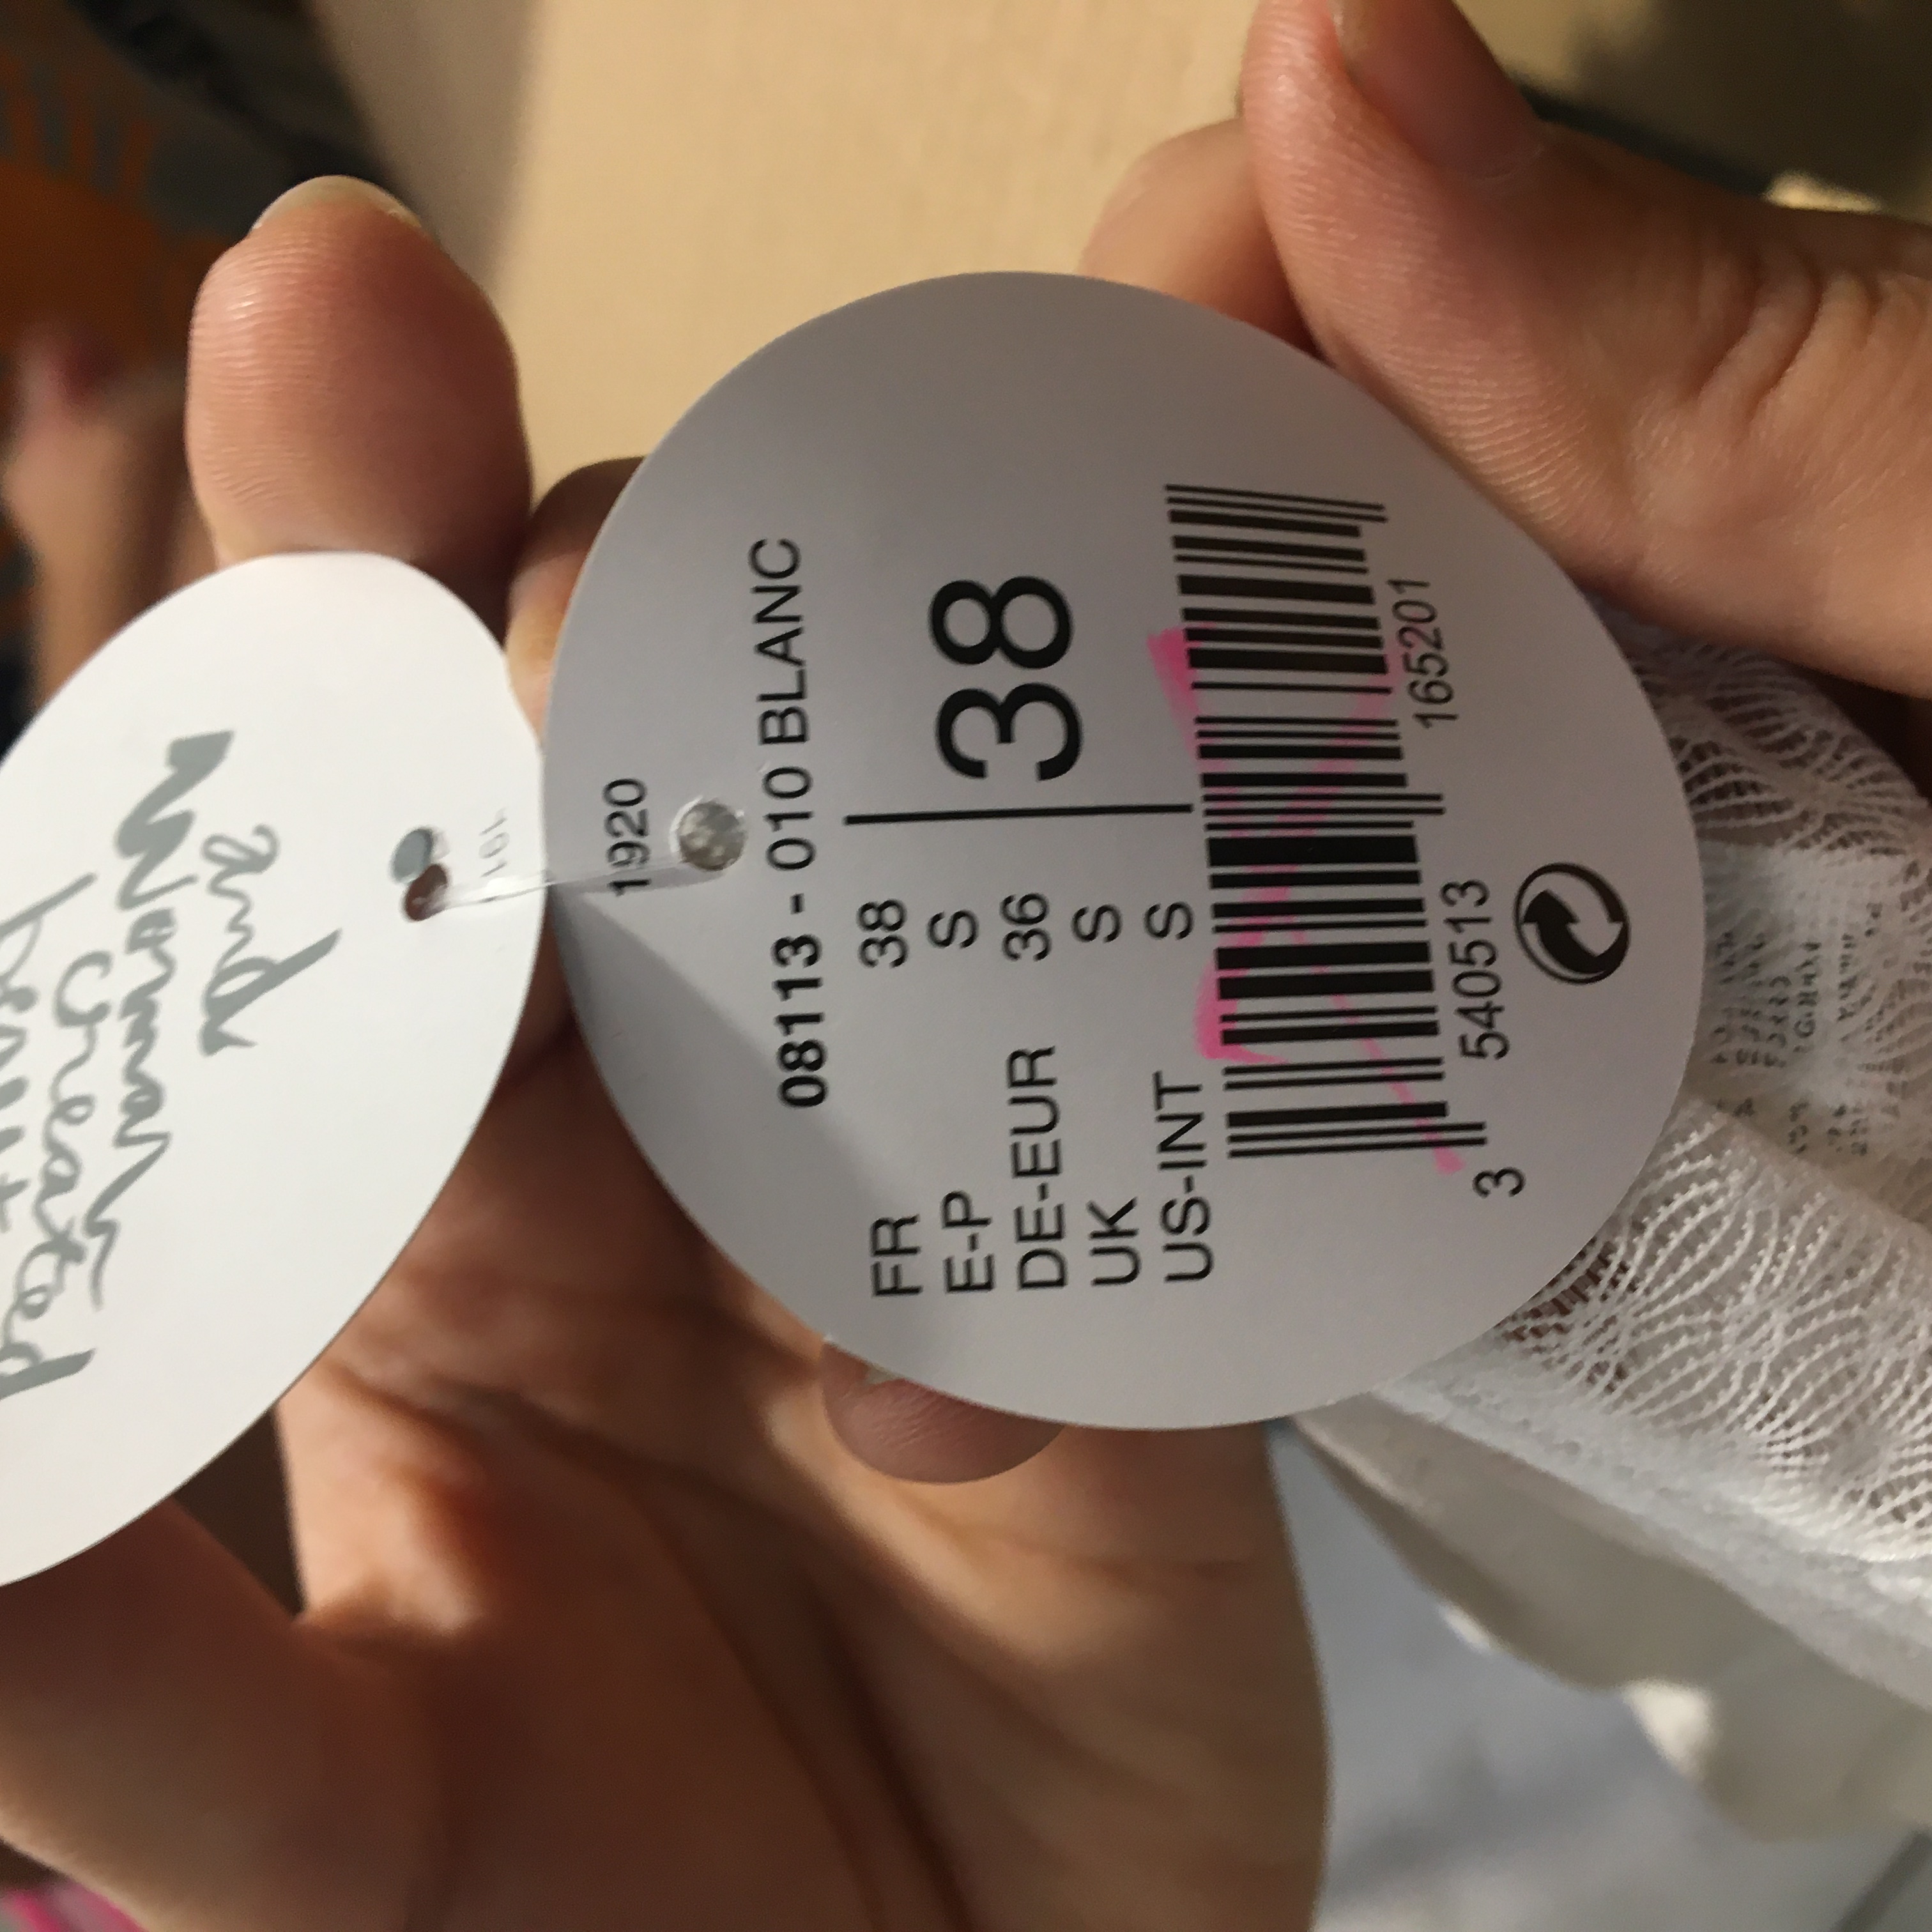 and
Woman
created
191
1920
08113 - 010 BLANC
FR 38
E-P S
DE-EUR 36
UK S
US-INT S
38
3 540513 165201